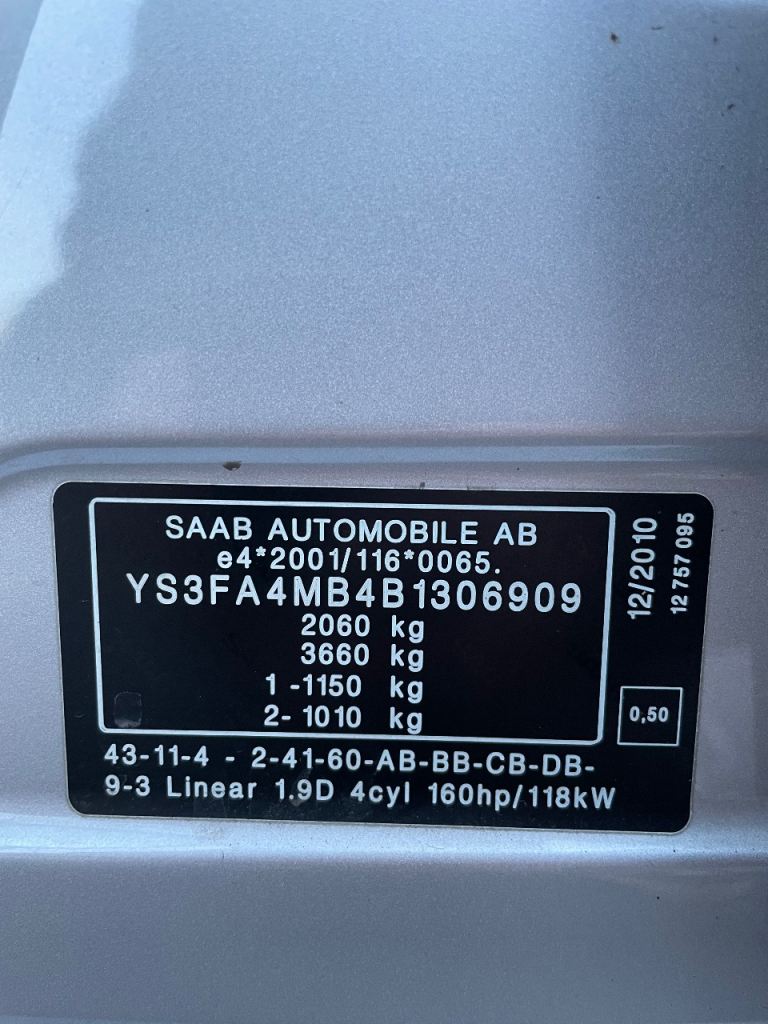 SAAB AUTOMOBILE AB
e4*2001/116*0065.
YS3FA4MB4B1306909
2060 kg
3660 kg
1 -1150 kg
2- 1010 kg
43-11-4 - 2-41-60-AB-BB-CB-DB-
9-3 Linear 1.9D 4cyl 160hp/118kW
12/2010
12 757 095
0,50